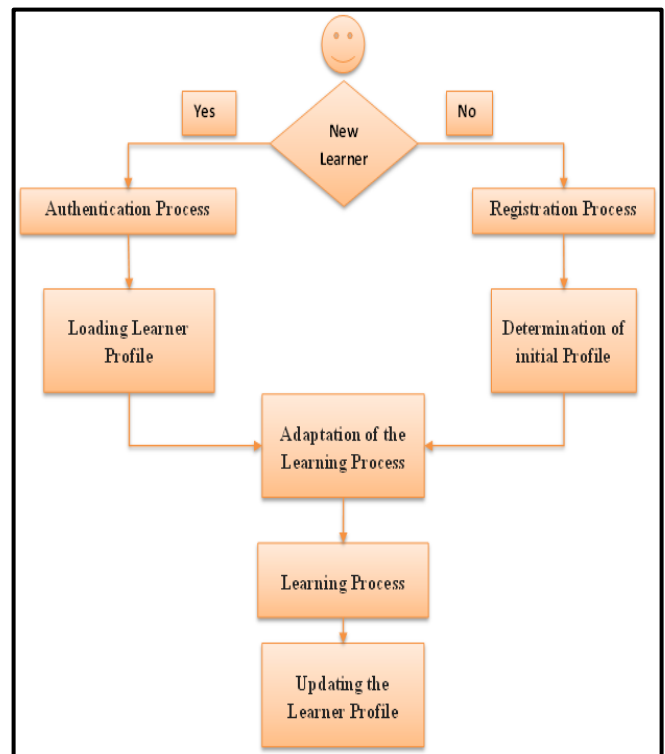 Yes
No
New
Learner
Authentication Process
Registration Process
Loading Learner
Profile
Determination of
initial Profile
Adaptation of the
Learning Process
Learning Process
Updating the
Learner Profile